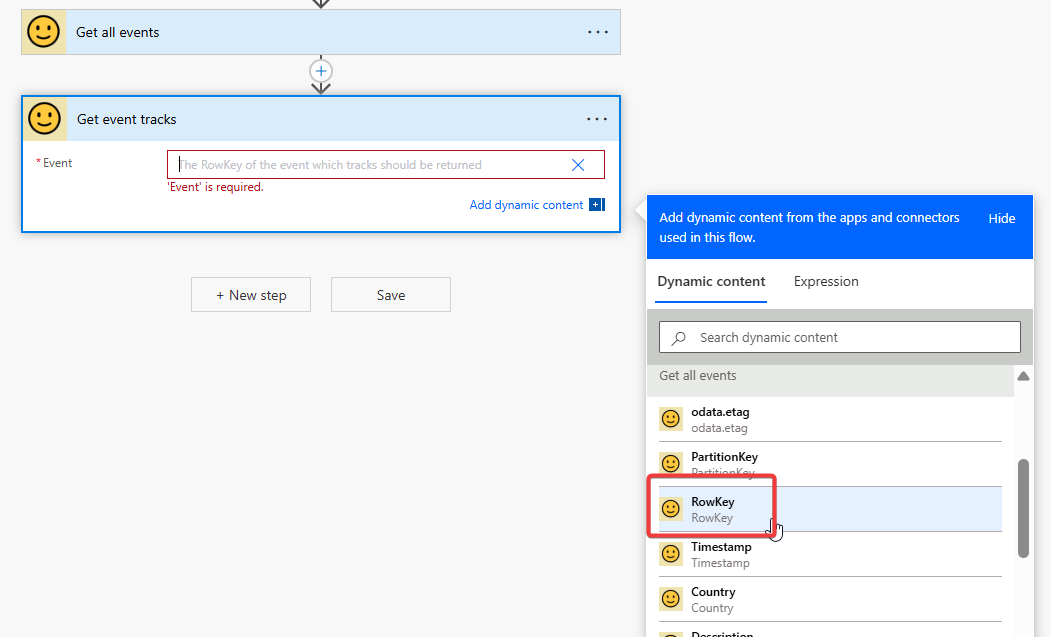 Get all events
Get event tracks
* Event
The RowKey of the event which tracks should be returned
'Event' is required.
Add dynamic content
+ New step
Save
Add dynamic content from the apps and connectors
used in this flow.
Hide
Dynamic content
Expression
Search dynamic content
Get all events
odata.etag
odata.etag
PartitionKey
PartitionKey
RowKey
RowKey
Timestamp
Timestamp
Country
Country
Description